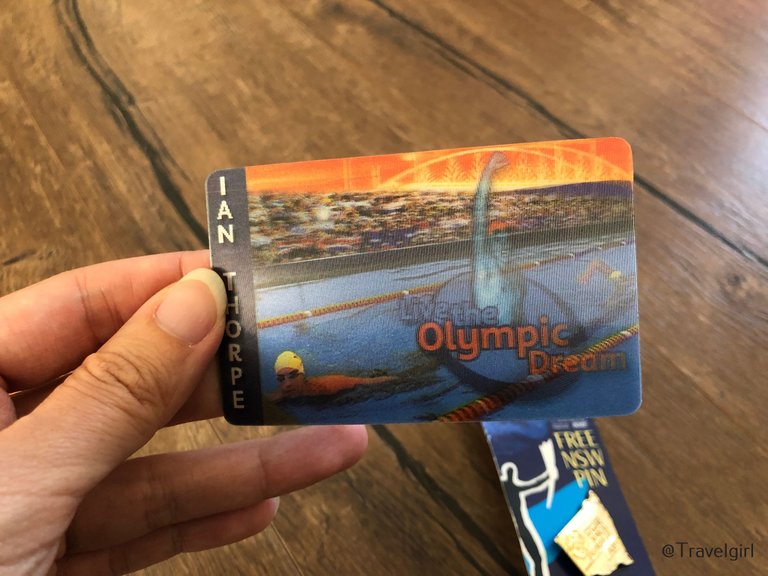 IAN THORPE
Live the
Olympic
Dream
FREE
NSW
PIN
@Travelgirl